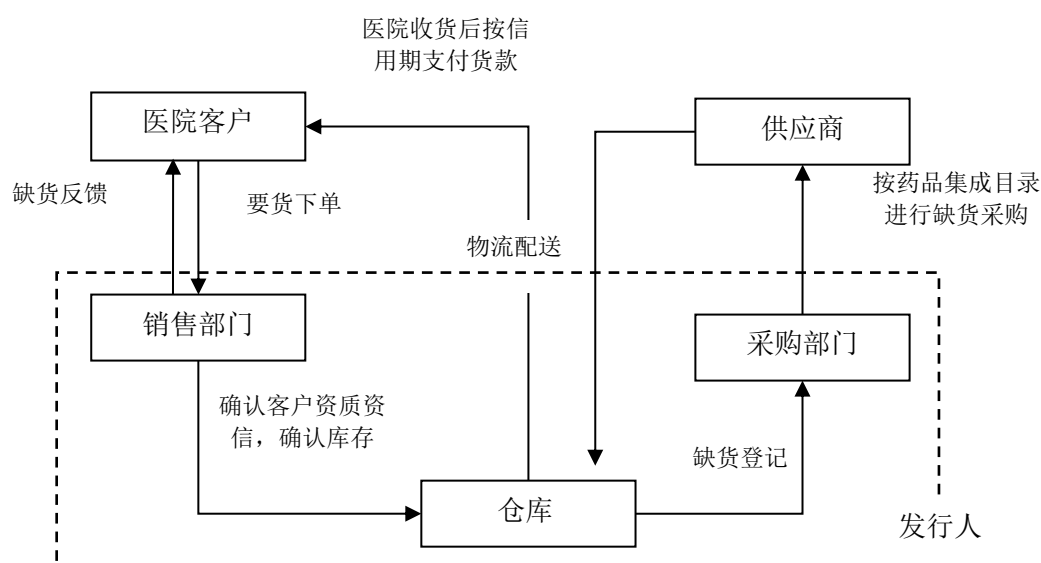 医院收货后按信
用期支付货款
医院客户
供应商
缺货反馈
要货下单
按药品集成目录
进行缺货采购
物流配送
销售部门
采购部门
确认客户资质资
信，确认库存
缺货登记
仓库
发行人